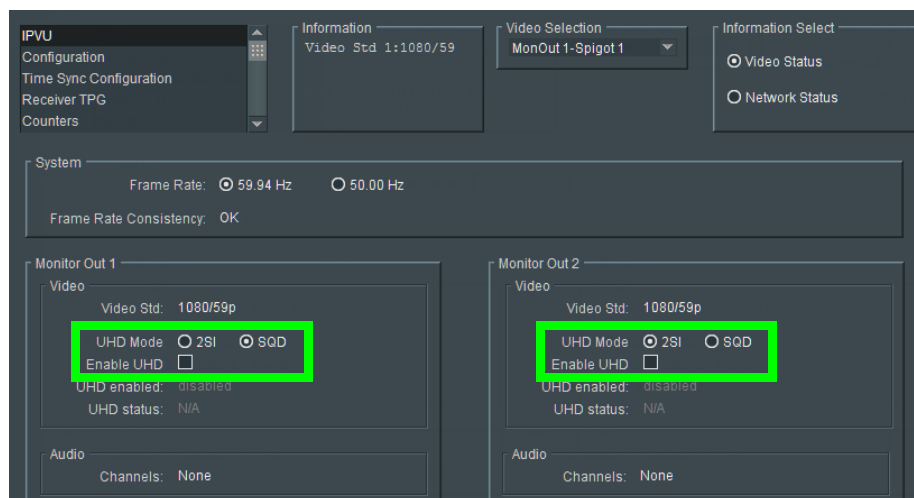 IPVU
Configuration
Time Sync Configuration
Receiver TPG
Counters
Information
Video Std 1:1080/59
Video Selection
MonOut 1-Spigot 1
Information Select
Video Status
Network Status
System
Frame Rate: 59.94 Hz 50.00 Hz
Frame Rate Consistency: OK
Monitor Out 1
Video
Video Std: 1080/59p
UHD Mode 2SI SQD
Enable UHD
UHD enabled: disabled
UHD status: N/A
Audio
Channels: None
Monitor Out 2
Video
Video Std: 1080/59p
UHD Mode 2SI SQD
Enable UHD
UHD enabled: disabled
UHD status: N/A
Audio
Channels: None